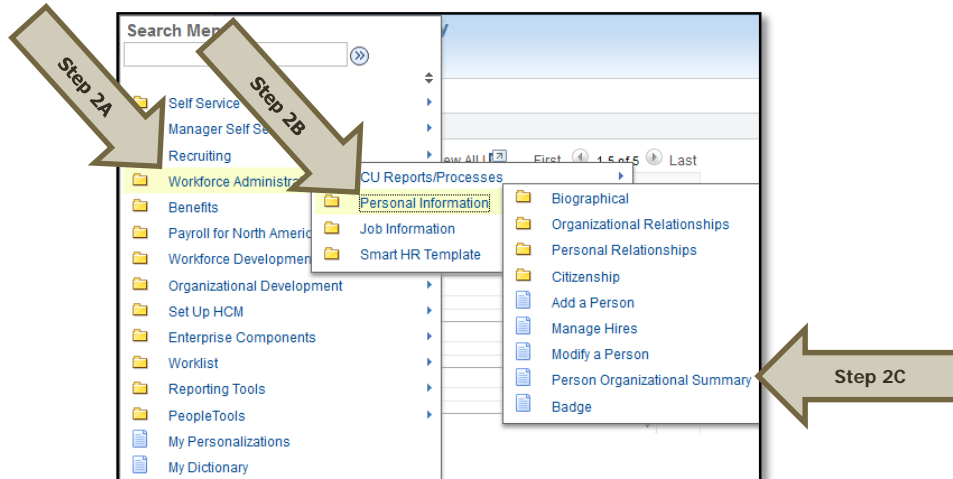 Search Men
y
Step 2A
Step 2B
Self Service
Manager Self Se
Recruiting
Workforce Administra
Benefits
Payroll for North Americ
Workforce Developmen
Organizational Development
Set Up HCM
Enterprise Components
Worklist
Reporting Tools
PeopleTools
My Personalizations
My Dictionary
ew All | First 1-5 of 5 Last
CU Reports/Processes
Personal Information
Job Information
Smart HR Template
Biographical
Organizational Relationships
Personal Relationships
Citizenship
Add a Person
Manage Hires
Modify a Person
Person Organizational Summary
Badge
Step 2C